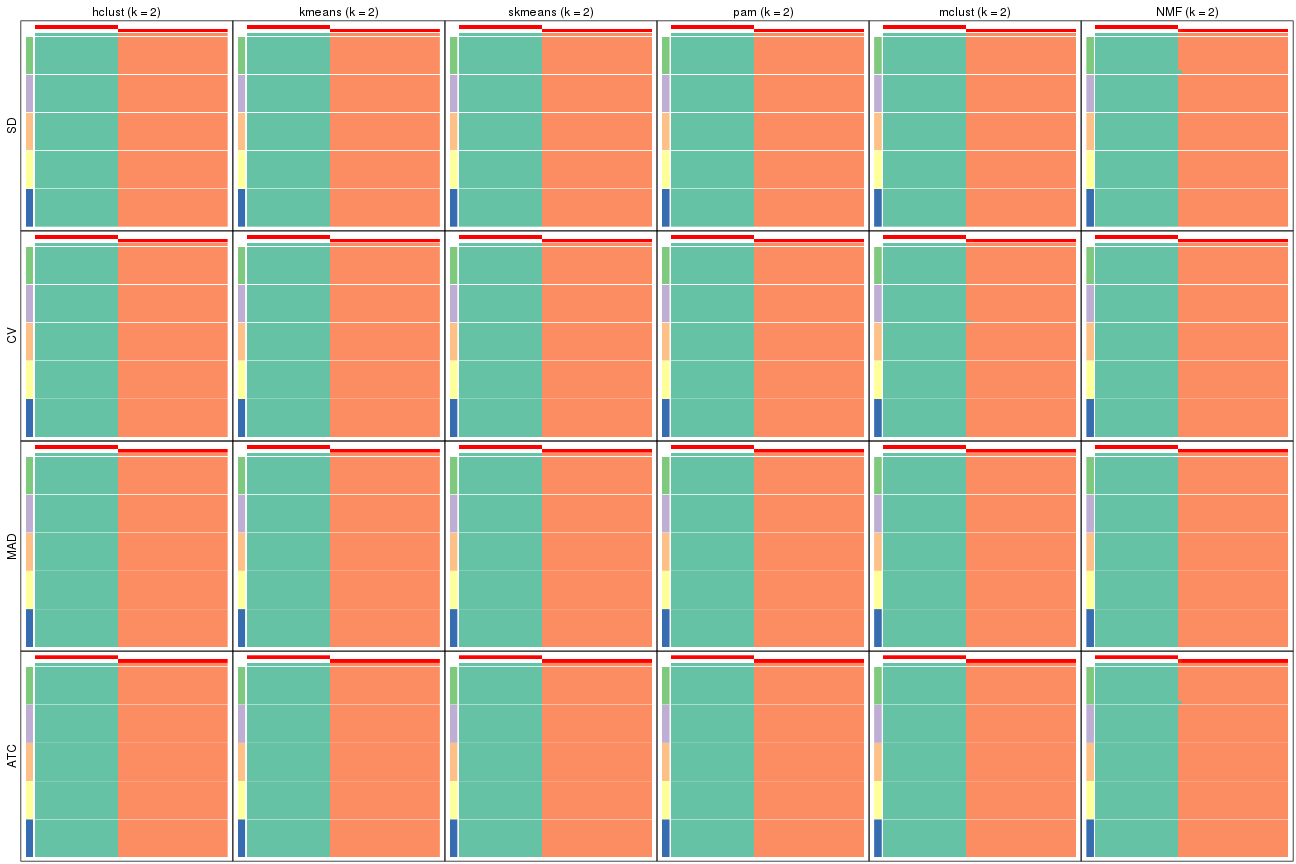 hclust (k = 2)
kmeans (k = 2)
skmeans (k = 2)
pam (k = 2)
mclust (k = 2)
NMF (k = 2)
SD
CV
MAD
ATC